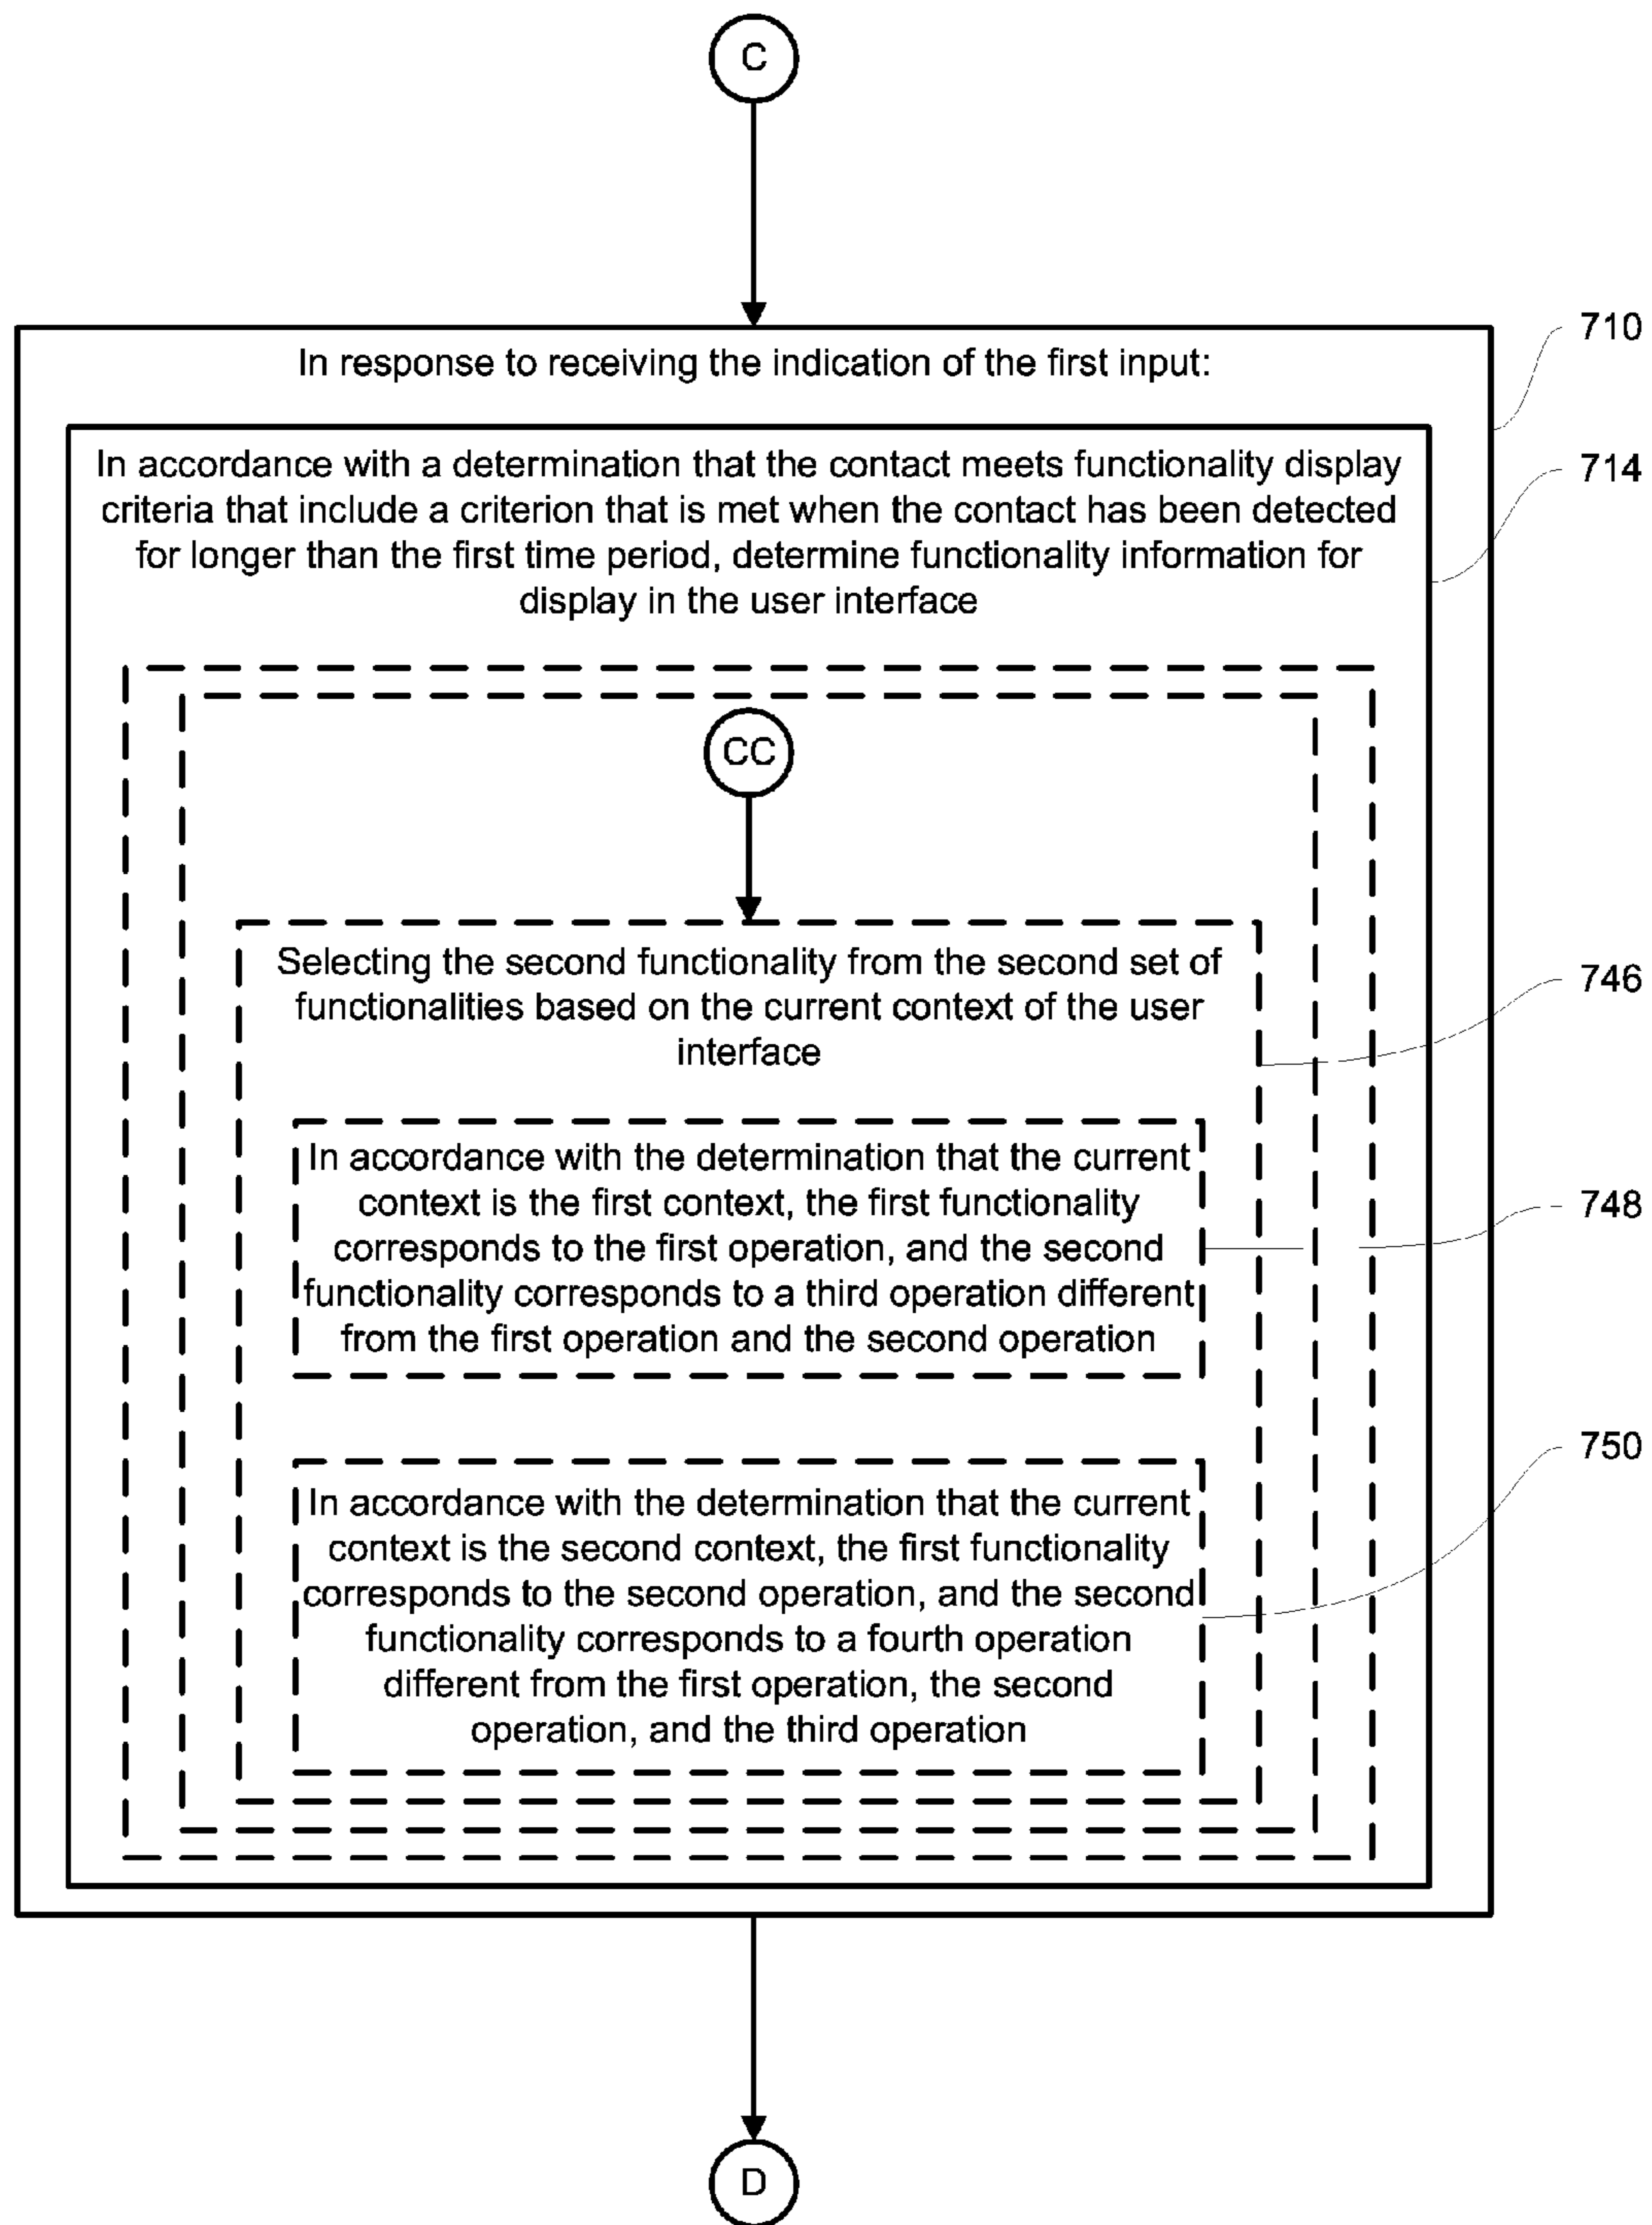 C
In response to receiving the indication of the first input:
710
In accordance with a determination that the contact meets functionality display
criteria that include a criterion that is met when the contact has been detected
for longer than the first time period, determine functionality information for
display in the user interface
714
CC
Selecting the second functionality from the second set of
functionalities based on the current context of the user
interface
746
In accordance with the determination that the current
context is the first context, the first functionality
corresponds to the first operation, and the second
functionality corresponds to a third operation different
from the first operation and the second operation
748
In accordance with the determination that the current
context is the second context, the first functionality
corresponds to the second operation, and the second
functionality corresponds to a fourth operation
different from the first operation, the second
operation, and the third operation
750
D